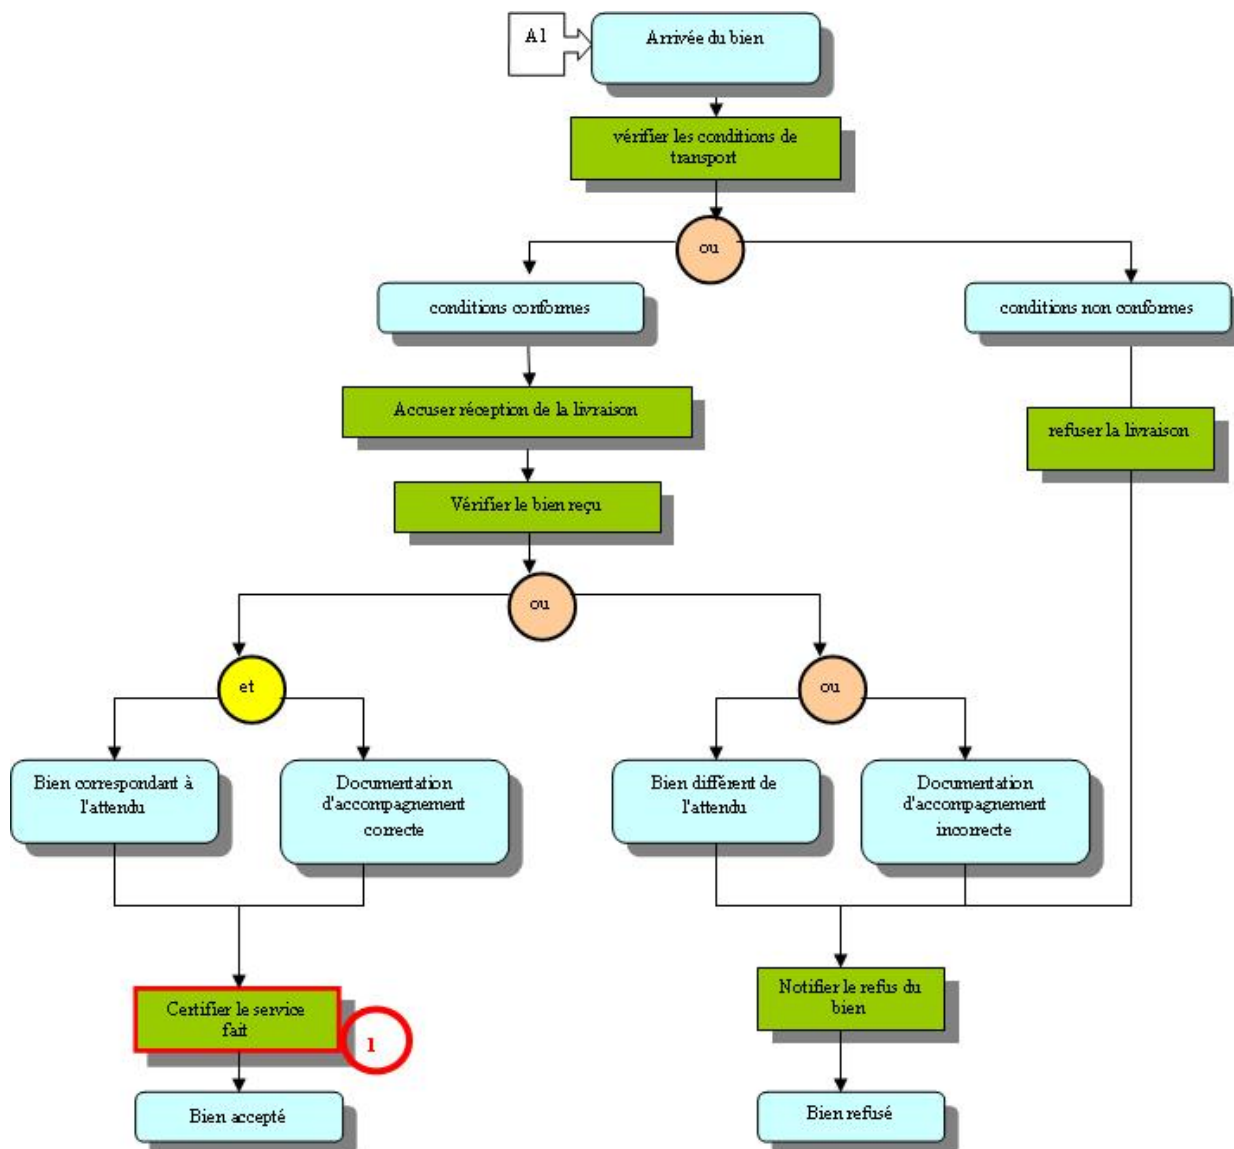 A1
Arrivée du bien
vérifier les conditions de
transport
ou
conditions conformes
conditions non conformes
Accuser réception de la livraison
refuser la livraison
Vérifier le bien reçu
ou
et
ou
Bien correspondant à
l'attendu
Documentation
d'accompagnement
correcte
Bien différent de
l'attendu
Documentation
d'accompagnement
incorrecte
Certifier le service
fait
1
Notifier le refus du
bien
Bien accepté
Bien refusé